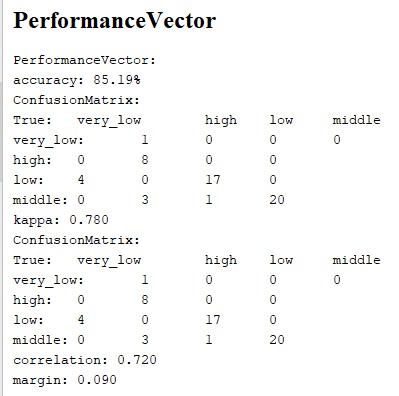 PerformanceVector
PerformanceVector:
accuracy: 85.19%
ConfusionMatrix:
True: very_low high low middle
very_low: 1 0 0 0
high: 0 8 0 0
low: 4 0 17 0
middle: 0 3 1 20
kappa: 0.780
ConfusionMatrix:
True: very_low high low middle
very_low: 1 0 0 0
high: 0 8 0 0
low: 4 0 17 0
middle: 0 3 1 20
correlation: 0.720
margin: 0.090